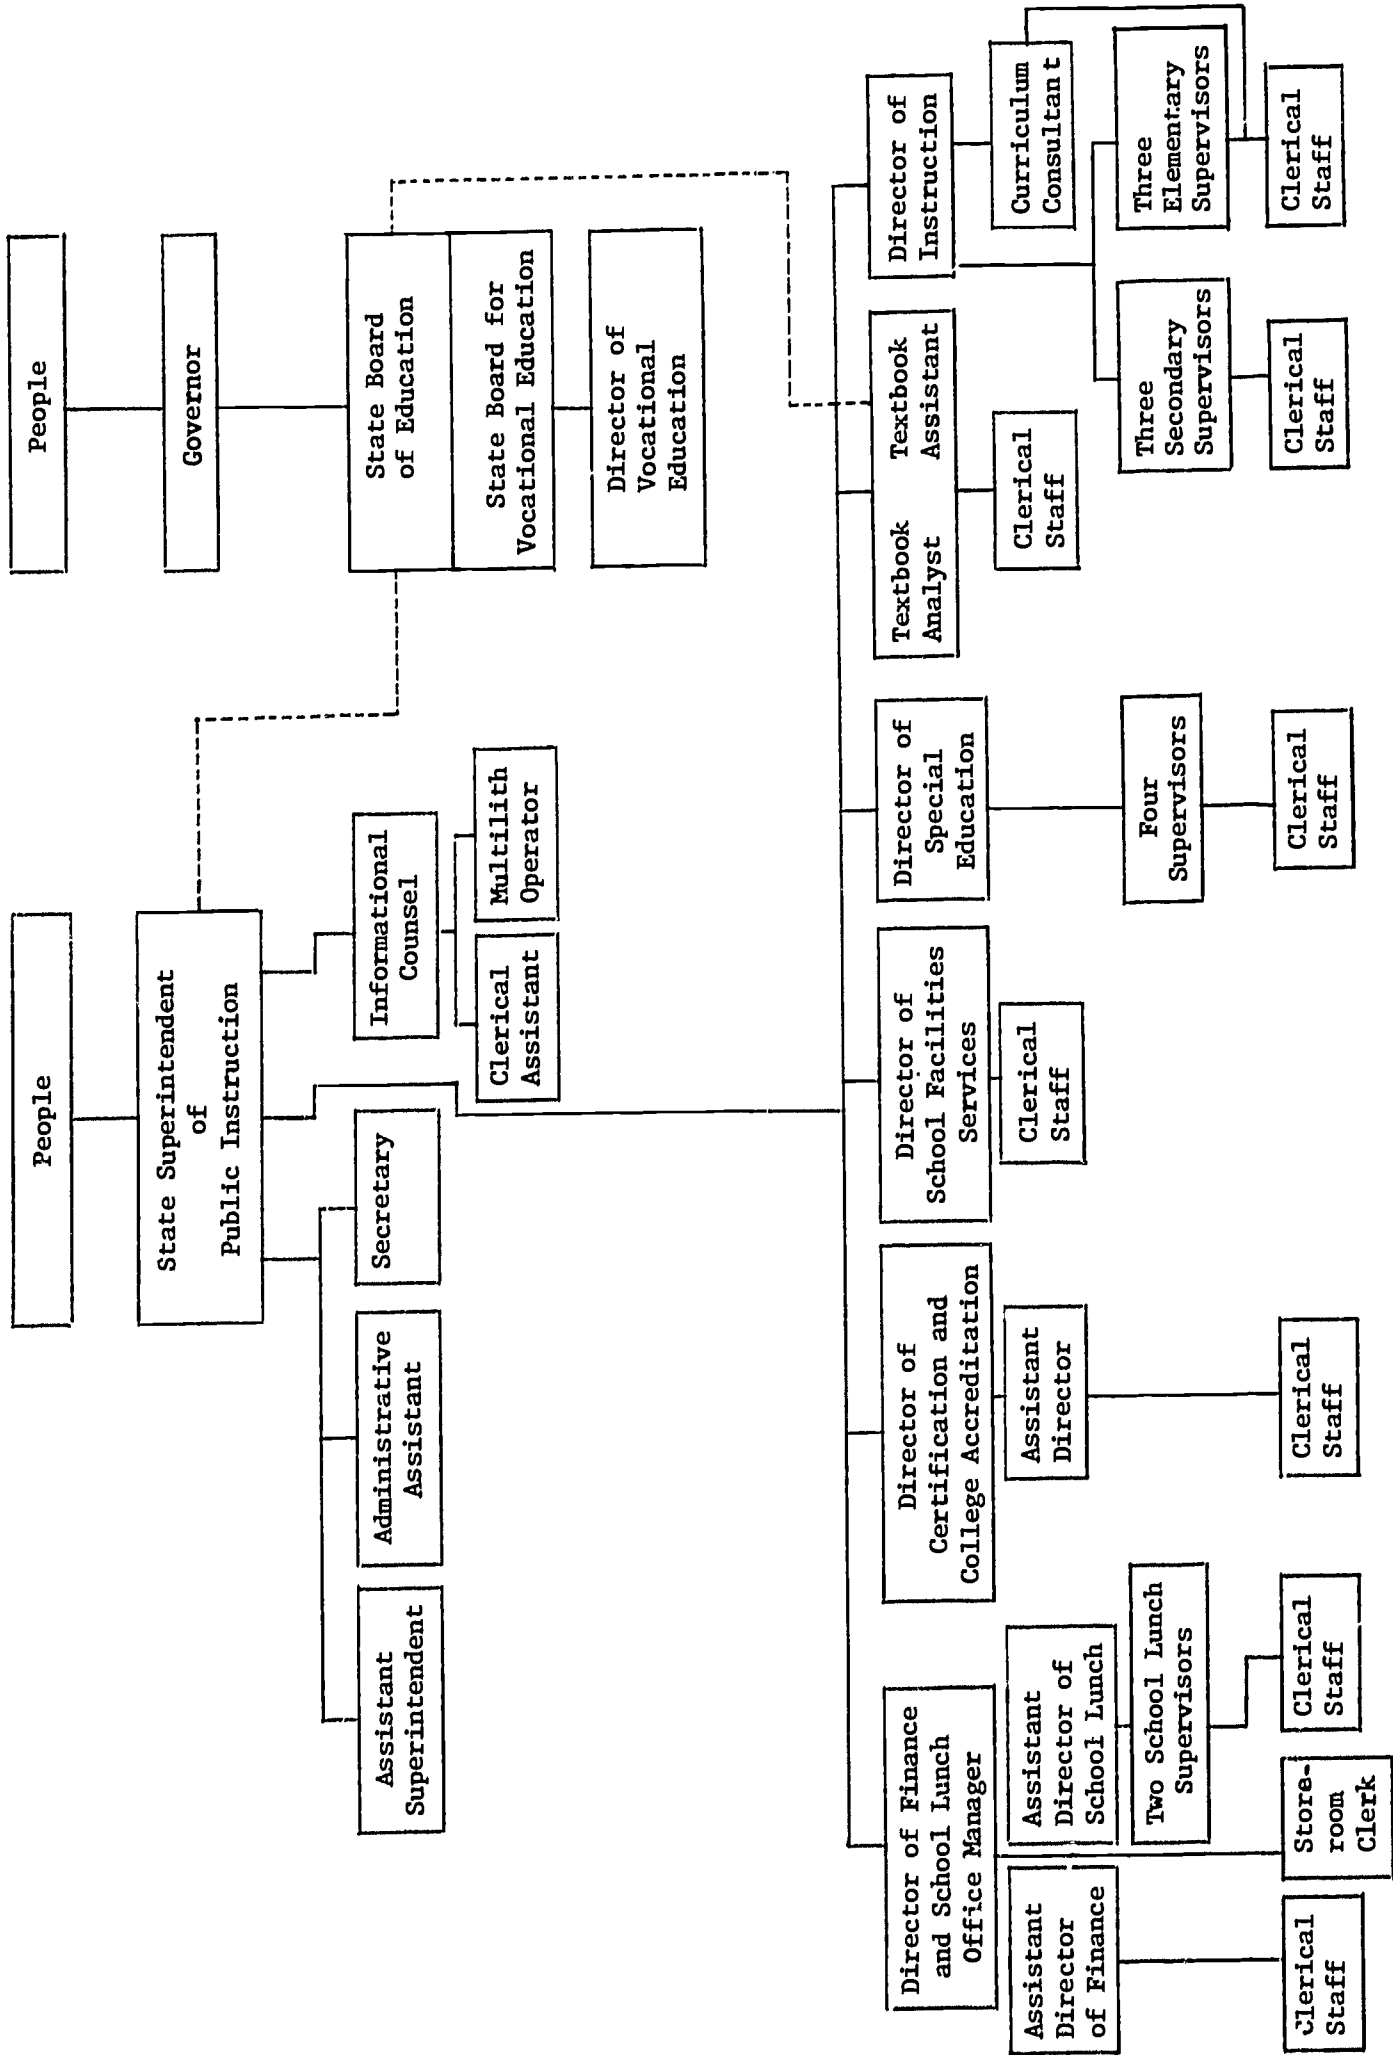 People
State Superintendent
of
Public Instruction
People
Governor
State Board
of Education
State Board for
Vocational Education
Director of
Vocational
Education
Assistant
Superintendent
Administrative
Assistant
Secretary
Informational
Counsel
Clerical
Assistant
Multilith
Operator
Director of Finance
and School Lunch
Office Manager
Director of
Certification and
College Accreditation
Director of
School Facilities
Services
Director of
Special
Education
Textbook
Analyst
Textbook
Assistant
Director of
Instruction
Assistant
Director
of Finance
Assistant
Director of
School Lunch
Two School Lunch
Supervisors
Assistant
Director
Clerical
Staff
Four
Supervisors
Clerical
Staff
Curriculum
Consultant
Three
Secondary
Supervisors
Three
Elementary
Supervisors
Clerical
Staff
Store-
room
Clerk
Clerical
Staff
Clerical
Staff
Clerical
Staff
Clerical
Staff
Clerical
Staff